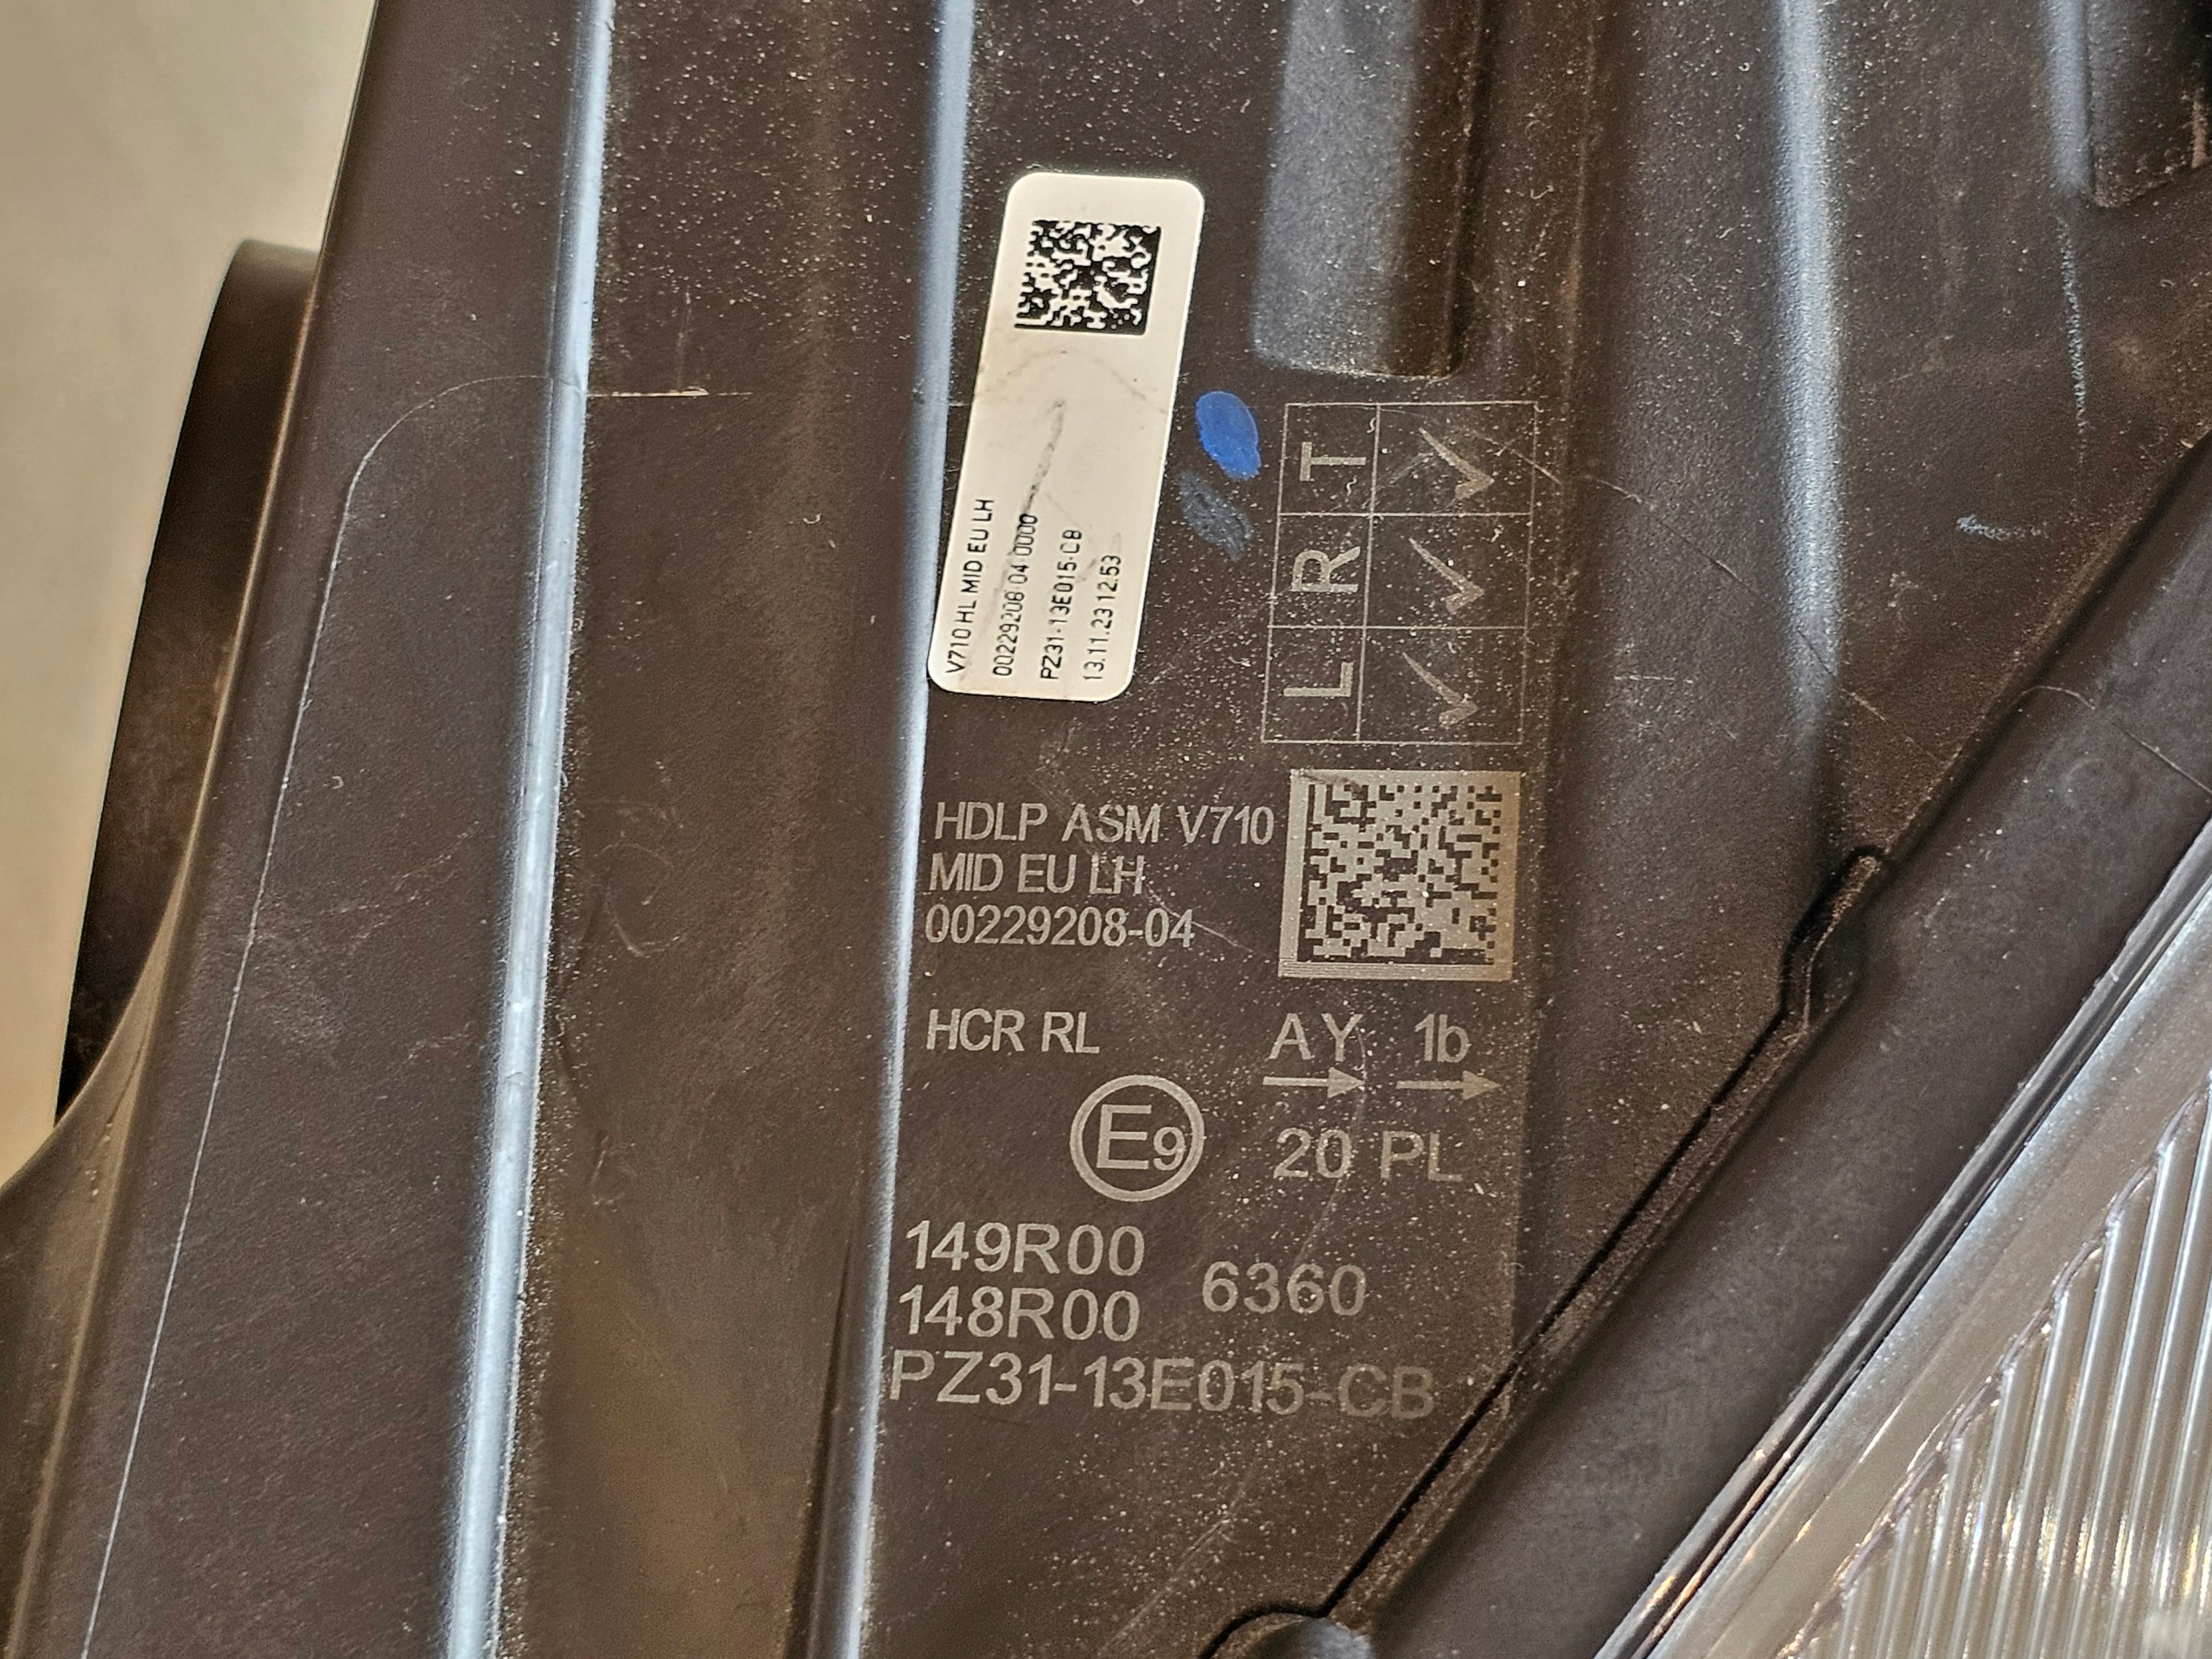 V710 HL MID EU LH
00229208 04 0000
PZ31-13E015-CB
13.11.23 12:53
T
R
L
HDLP ASM V710
MID EU LH
00229208-04
HCR RL AY 1b
E9 20 PL
149R00
148R00 6360
PZ31-13E015-CB